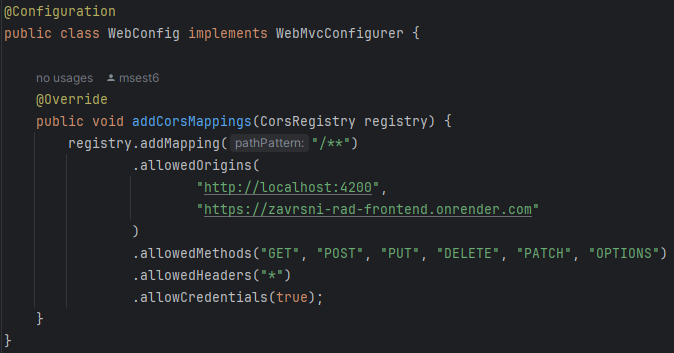 @Configuration
public class WebConfig implements WebMvcConfigurer {
no usages msest6
@Override
public void addCorsMappings(CorsRegistry registry) {
registry.addMapping( pathPattern: "/**")
.allowedOrigins(
"http://localhost:4200",
"https://zavrsni-rad-frontend.onrender.com"
)
.allowedMethods("GET", "POST", "PUT", "DELETE", "PATCH", "OPTIONS")
.allowedHeaders("*")
.allowCredentials(true);
}
}